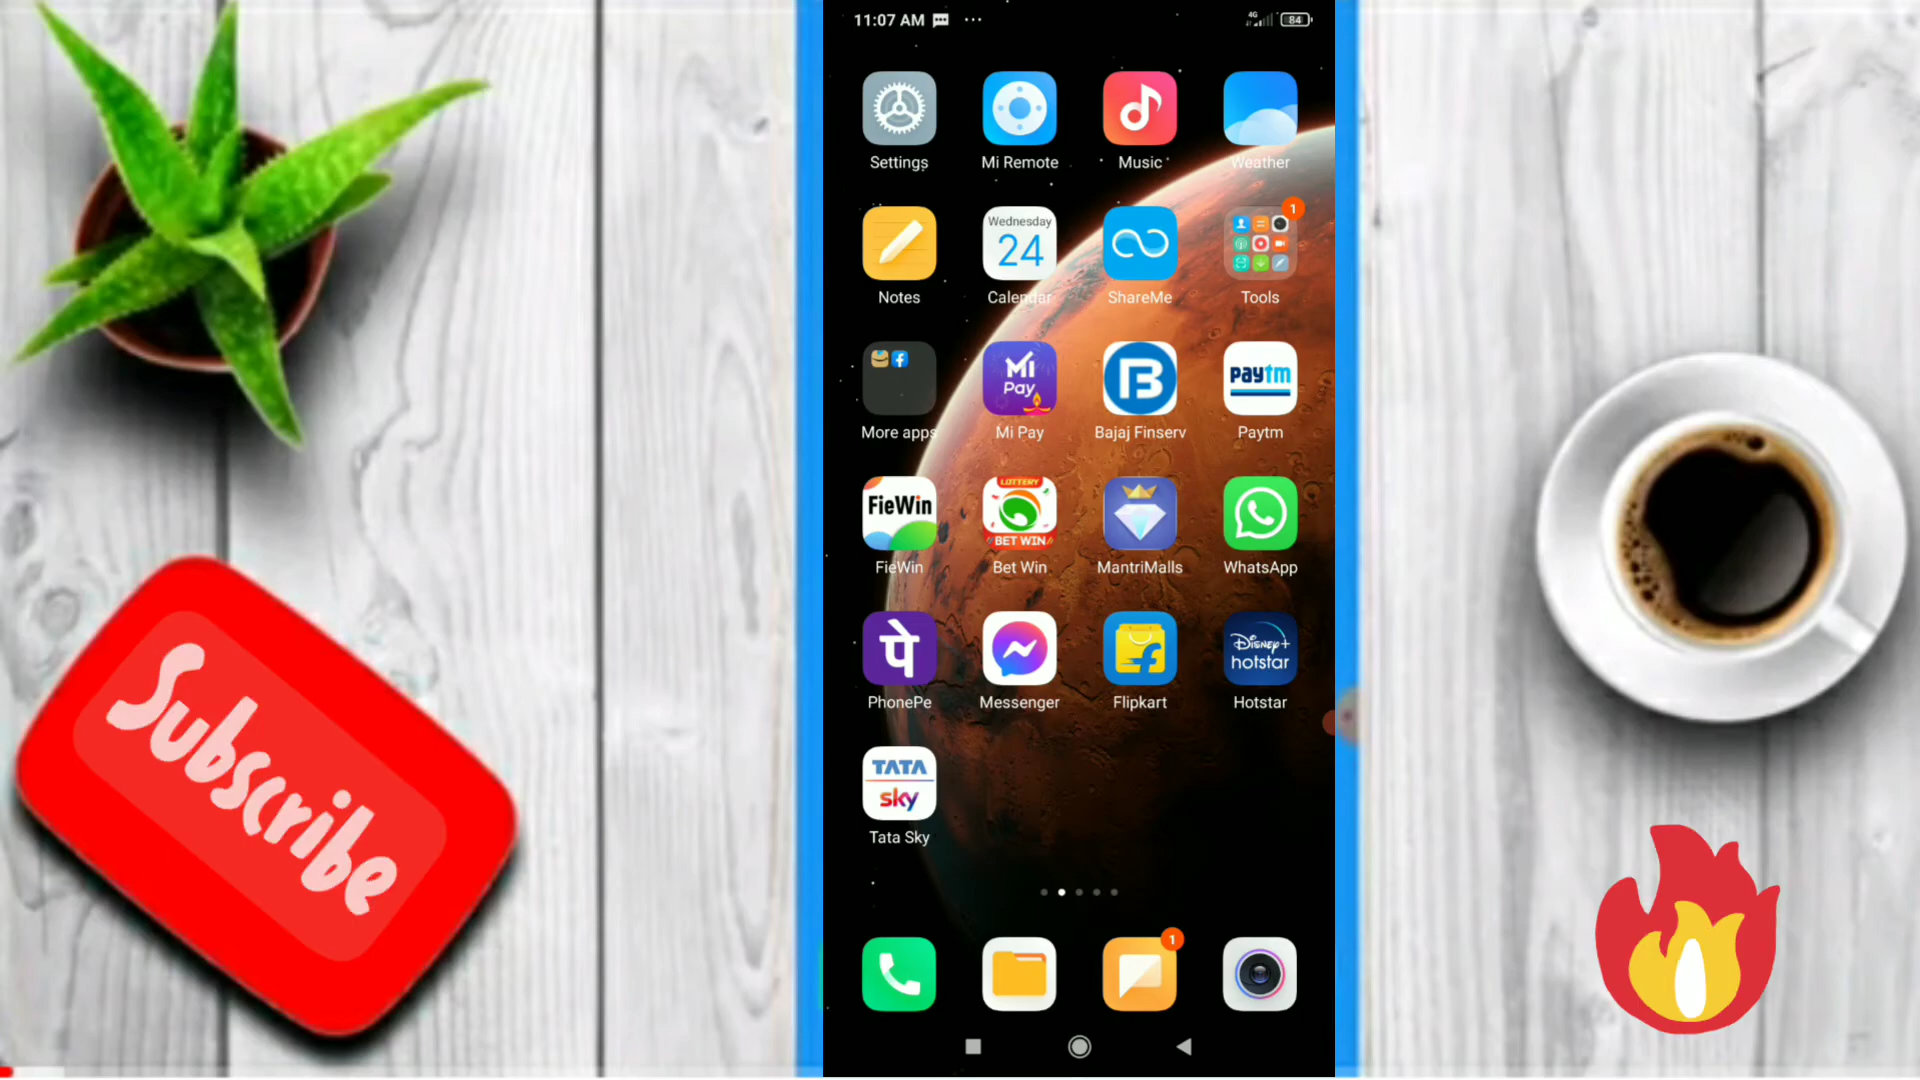 11:07 AM
4G
84
Settings
Mi Remote
Music
Weather
Wednesday
24
1
Notes
Calendar
ShareMe
Tools
MI
Pay
B
paytm
More apps
Mi Pay
Bajaj Finserv
Paytm
FieWin
LOTTERY
BET WIN
FieWin
Bet Win
MantriMalls
WhatsApp
पे
Disney+
hotstar
PhonePe
Messenger
Flipkart
Hotstar
TATA
sky
Tata Sky
Subscribe
1